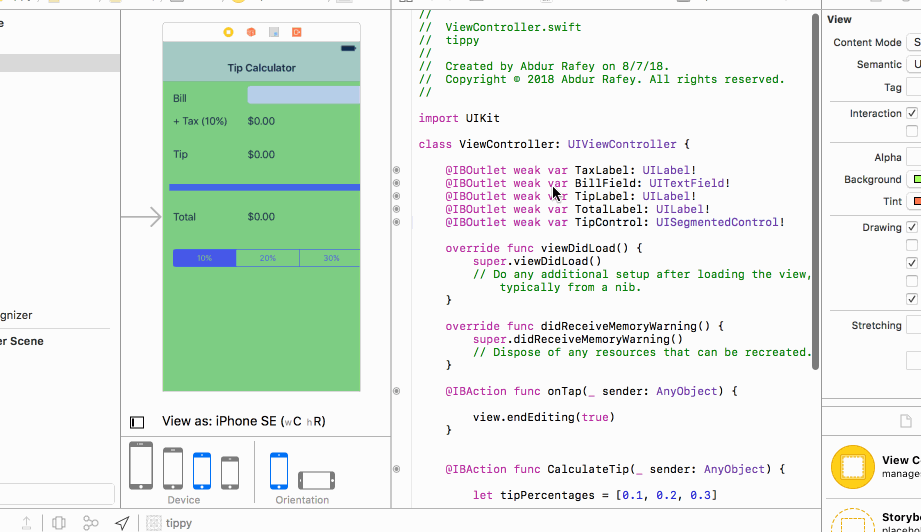 e
gnizer
er Scene
Tip Calculator
Bill
+ Tax (10%) $0.00
Tip $0.00
Total $0.00
10% 20% 30%
View as: iPhone SE (wC hR)
Device Orientation
//
// ViewController.swift
// tippy
//
// Created by Abdur Rafey on 8/7/18.
// Copyright © 2018 Abdur Rafey. All rights reserved.
//
import UIKit
class ViewController: UIViewController {
@IBOutlet weak var TaxLabel: UILabel!
@IBOutlet weak var BillField: UITextField!
@IBOutlet weak var TipLabel: UILabel!
@IBOutlet weak var TotalLabel: UILabel!
@IBOutlet weak var TipControl: UISegmentedControl!
override func viewDidLoad() {
super.viewDidLoad()
// Do any additional setup after loading the view,
typically from a nib.
}
override func didReceiveMemoryWarning() {
super.didReceiveMemoryWarning()
// Dispose of any resources that can be recreated.
}
@IBAction func onTap(_ sender: AnyObject) {
view.endEditing(true)
}
@IBAction func CalculateTip(_ sender: AnyObject) {
let tipPercentages = [0.1, 0.2, 0.3]
View
Content Mode S
Semantic U
Tag
Interaction
Alpha
Background
Tint
Drawing
Stretching
View C
manage
Storybo
placeho
tippy